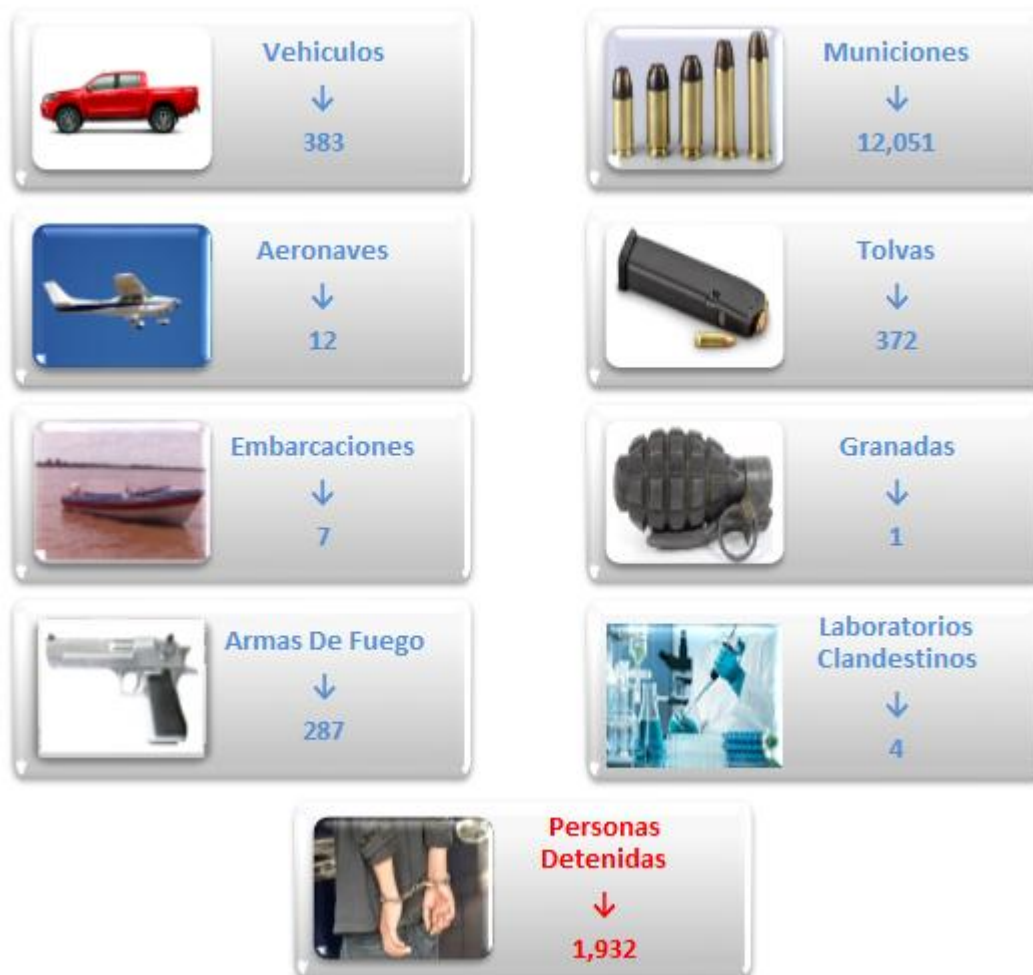 Vehiculos
↓
383
Municiones
↓
12,051
Aeronaves
↓
12
Tolvas
↓
372
Embarcaciones
↓
7
Granadas
↓
1
Armas De Fuego
↓
287
Laboratorios
Clandestinos
↓
4
Personas
Detenidas
↓
1,932